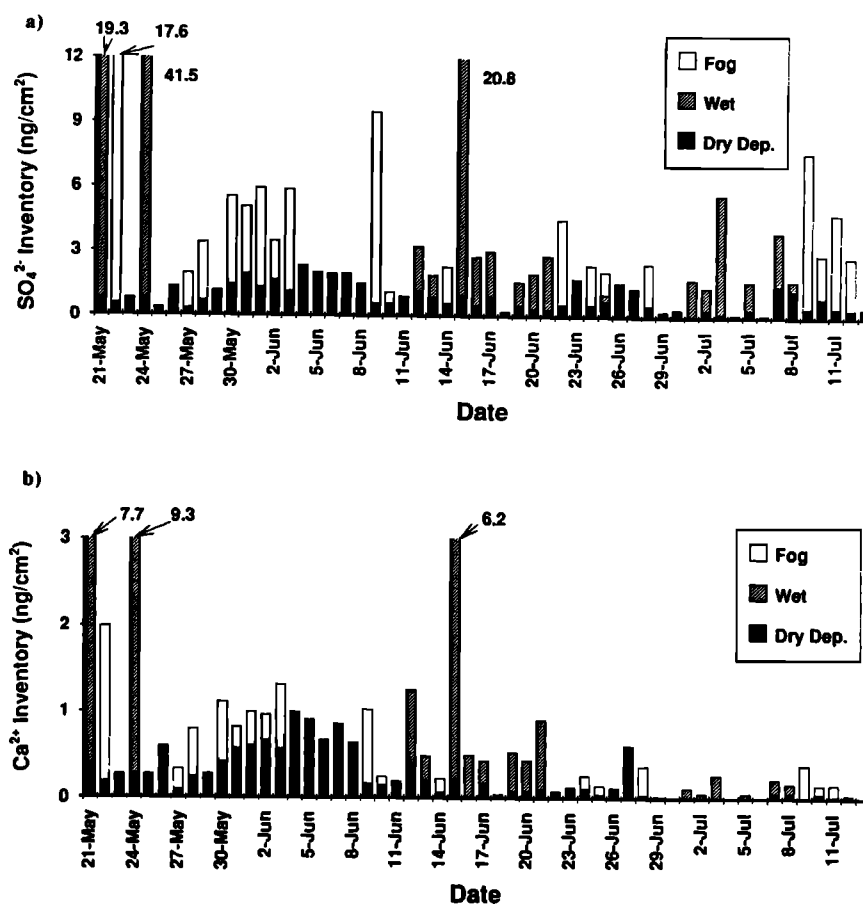 a)
19.3
17.6
41.5
20.8
SO₄²⁻ Inventory (ng/cm²)
12
9
6
3
0
Fog
Wet
Dry Dep.
21-May
24-May
27-May
30-May
2-Jun
5-Jun
8-Jun
11-Jun
14-Jun
17-Jun
20-Jun
23-Jun
26-Jun
29-Jun
2-Jul
5-Jul
8-Jul
11-Jul
Date
b)
7.7
9.3
6.2
Ca²⁺ Inventory (ng/cm²)
3
2
1
0
Fog
Wet
Dry Dep.
21-May
24-May
27-May
30-May
2-Jun
5-Jun
8-Jun
11-Jun
14-Jun
17-Jun
20-Jun
23-Jun
26-Jun
29-Jun
2-Jul
5-Jul
8-Jul
11-Jul
Date